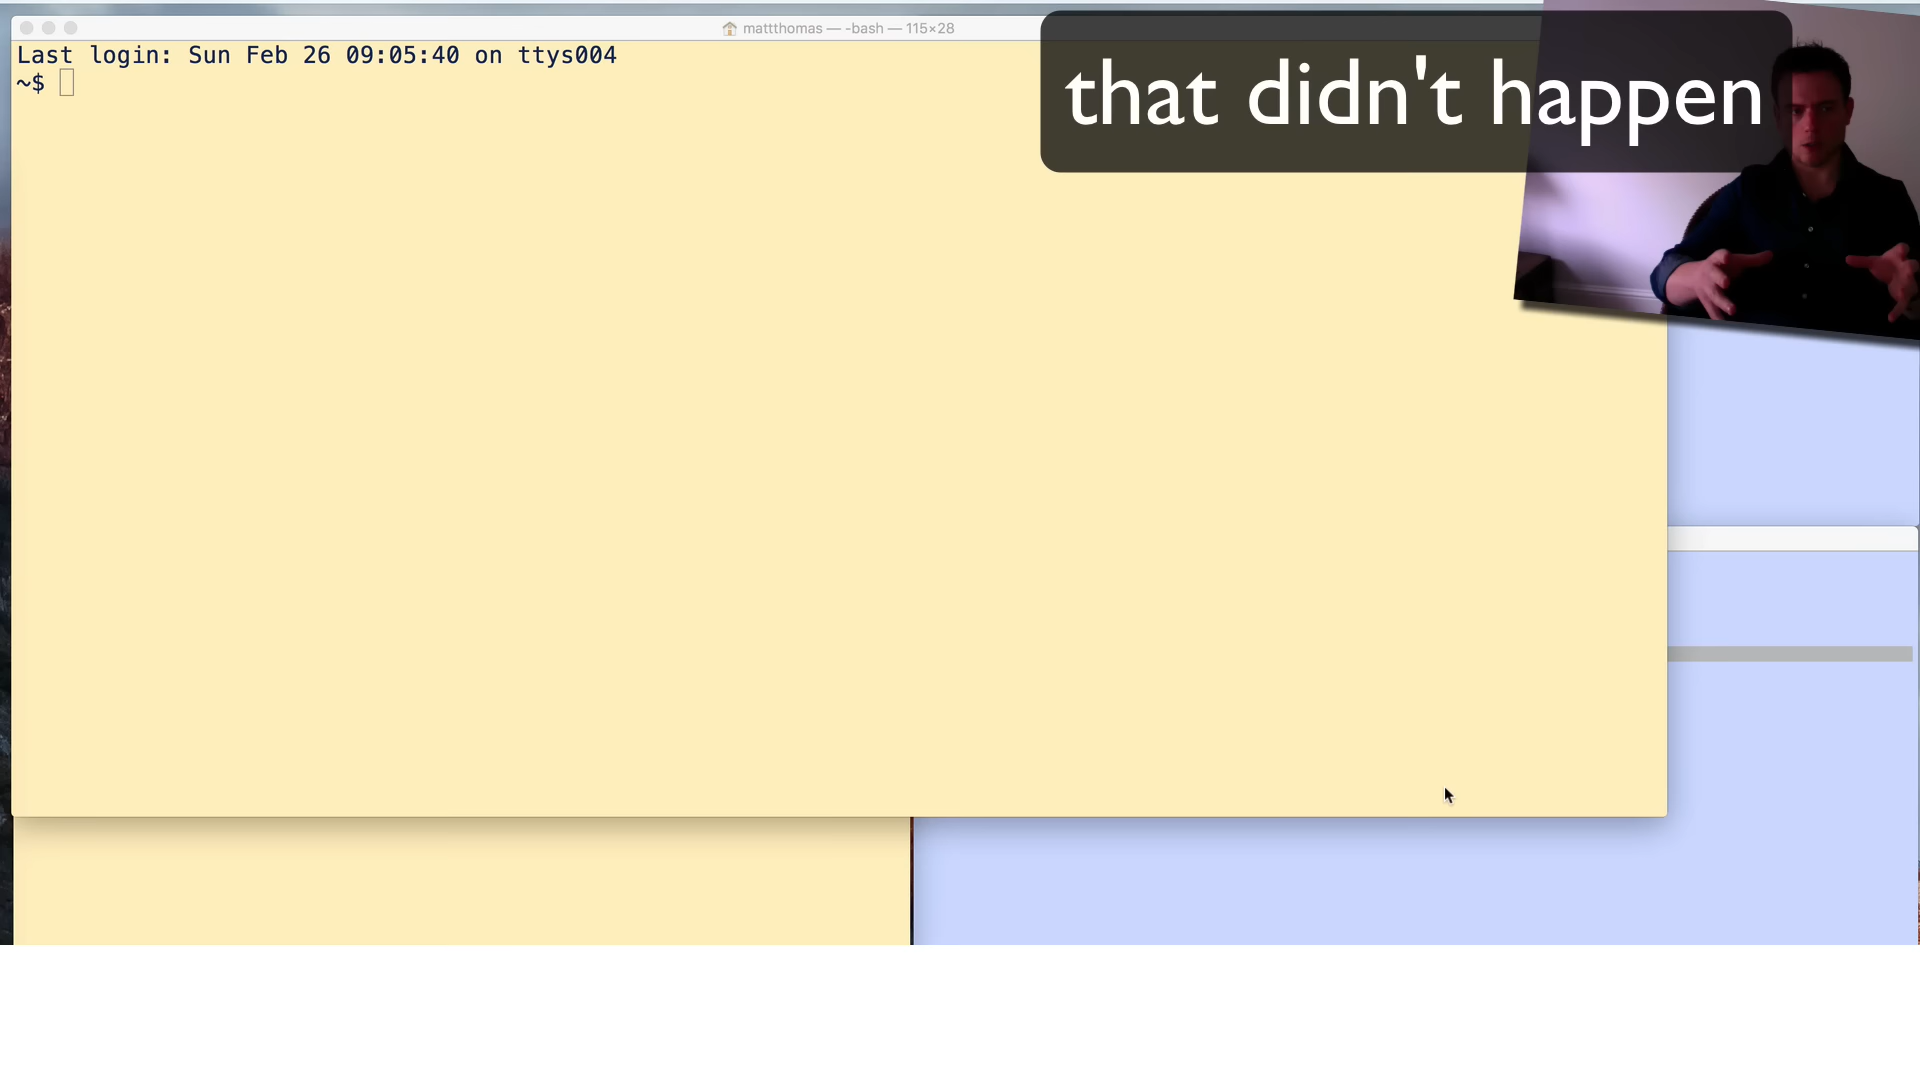 mattthomas — -bash — 115×28
Last login: Sun Feb 26 09:05:40 on ttys004
~$
that didn't happen